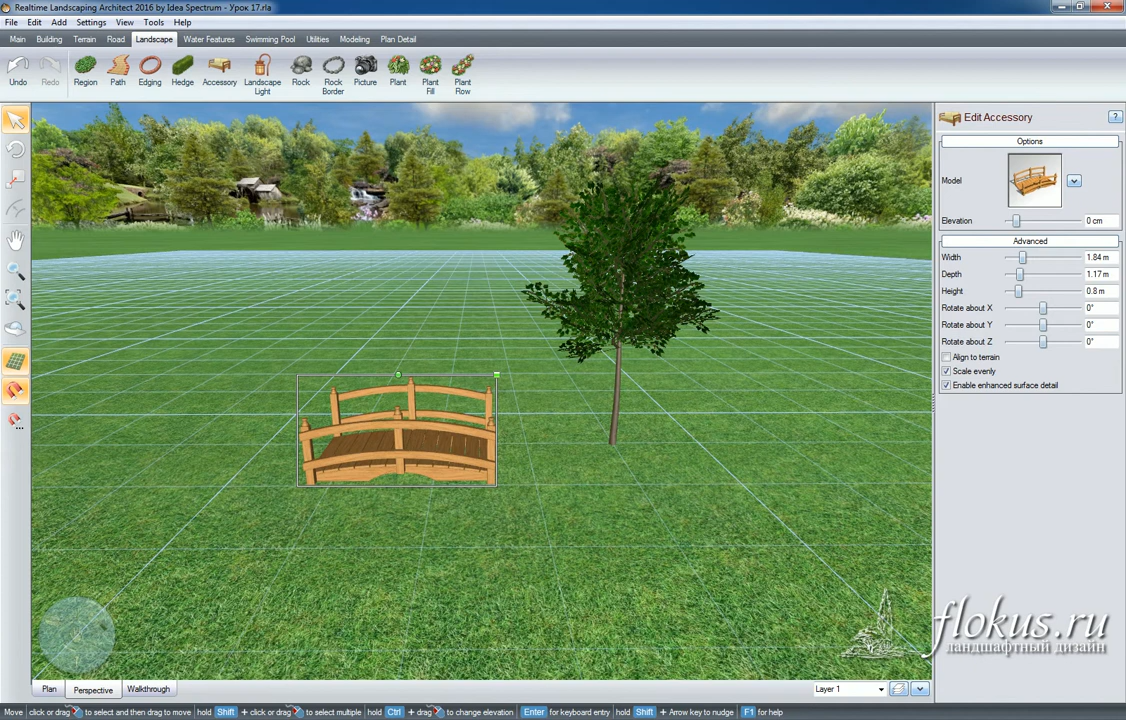 Realtime Landscaping Architect 2016 by Idea Spectrum - Урок 17.rla
File Edit Add Settings View Tools Help
Main Building Terrain Road Landscape Water Features Swimming Pool Utilities Modeling Plan Detail
Undo Redo Region Path Edging Hedge Accessory Landscape Light Rock Rock Border Picture Plant Plant Fill Plant Row
Edit Accessory ?
Options
Model
Elevation 0 cm
Advanced
Width 1.84 m
Depth 1.17 m
Height 0.8 m
Rotate about X 0°
Rotate about Y 0°
Rotate about Z 0°
Align to terrain
Scale evenly
Enable enhanced surface detail
flokus.ru
ландшафтный дизайн
Plan Perspective Walkthrough Layer 1
Move click or drag to select and then drag to move hold Shift + click or drag to select multiple hold Ctrl + drag to change elevation Enter for keyboard entry hold Shift + Arrow key to nudge F1 for help